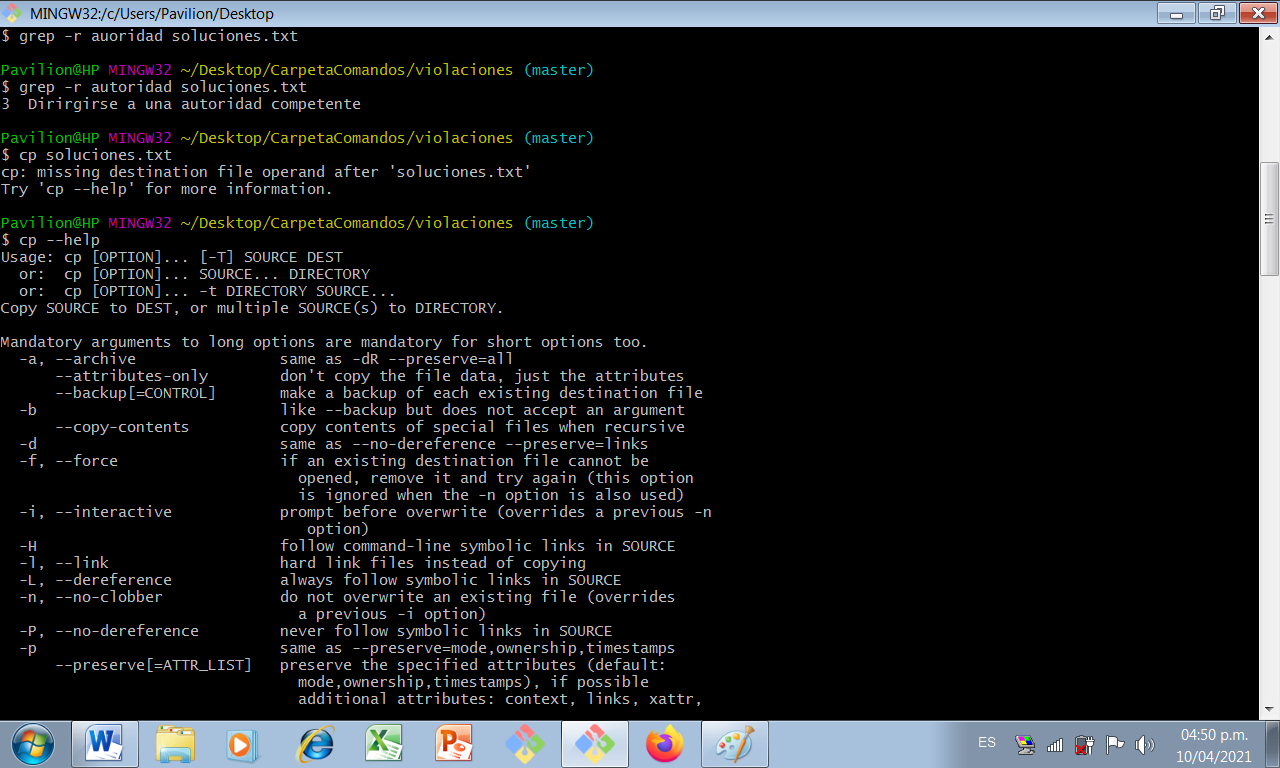 MINGW32:/c/Users/Pavilion/Desktop
$ grep -r auoridad soluciones.txt
Pavilion@HP MINGW32 ~/Desktop/CarpetaComandos/violaciones (master)
$ grep -r autoridad soluciones.txt
3  Dirirgirse a una autoridad competente
Pavilion@HP MINGW32 ~/Desktop/CarpetaComandos/violaciones (master)
$ cp soluciones.txt
cp: missing destination file operand after 'soluciones.txt'
Try 'cp --help' for more information.
Pavilion@HP MINGW32 ~/Desktop/CarpetaComandos/violaciones (master)
$ cp --help
Usage: cp [OPTION]... [-T] SOURCE DEST
  or:  cp [OPTION]... SOURCE... DIRECTORY
  or:  cp [OPTION]... -t DIRECTORY SOURCE...
Copy SOURCE to DEST, or multiple SOURCE(s) to DIRECTORY.
Mandatory arguments to long options are mandatory for short options too.
  -a, --archive                same as -dR --preserve=all
      --attributes-only        don't copy the file data, just the attributes
      --backup[=CONTROL]       make a backup of each existing destination file
  -b                           like --backup but does not accept an argument
      --copy-contents          copy contents of special files when recursive
  -d                           same as --no-dereference --preserve=links
  -f, --force                  if an existing destination file cannot be
                                 opened, remove it and try again (this option
                                 is ignored when the -n option is also used)
  -i, --interactive            prompt before overwrite (overrides a previous -n
                                  option)
  -H                           follow command-line symbolic links in SOURCE
  -l, --link                   hard link files instead of copying
  -L, --dereference            always follow symbolic links in SOURCE
  -n, --no-clobber             do not overwrite an existing file (overrides
                                 a previous -i option)
  -P, --no-dereference         never follow symbolic links in SOURCE
  -p                           same as --preserve=mode,ownership,timestamps
      --preserve[=ATTR_LIST]   preserve the specified attributes (default:
                                 mode,ownership,timestamps), if possible
                                 additional attributes: context, links, xattr,
ES
04:50 p.m.
10/04/2021